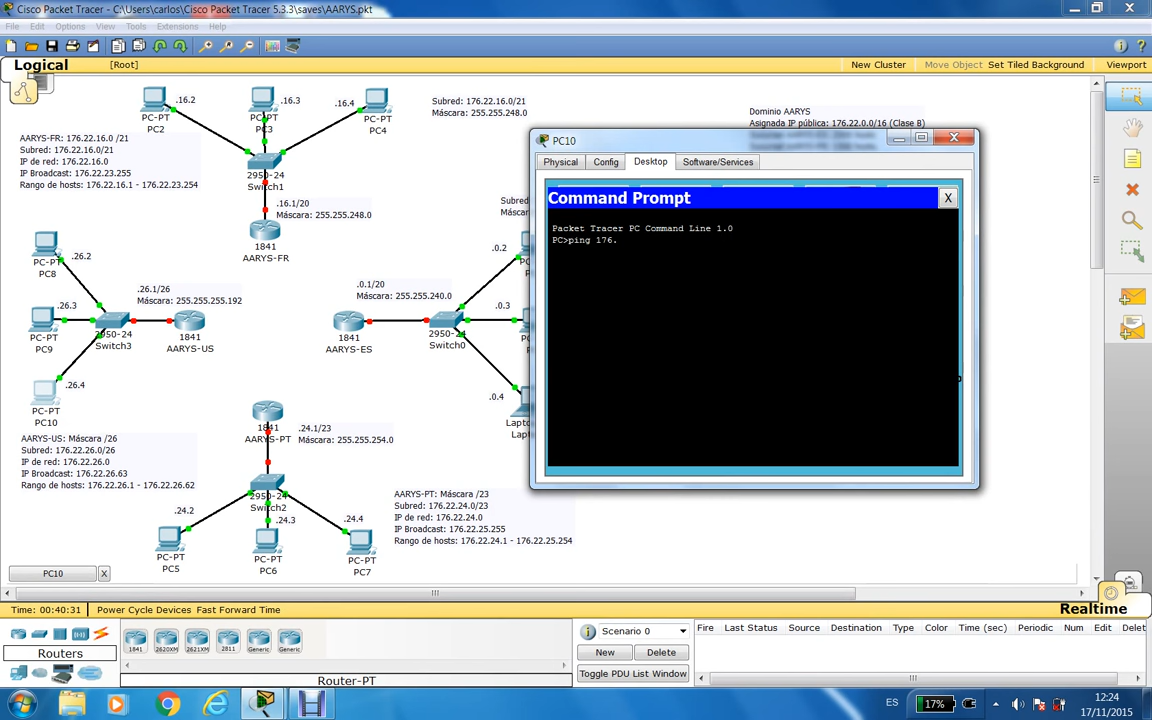 Cisco Packet Tracer - C:\Users\carlos\Cisco Packet Tracer 5.3.3\saves\AARYS.pkt
File Edit Options View Tools Extensions Help
Logical
[Root]
New Cluster
Move Object
Set Tiled Background
Viewport
.16.2
.16.3
.16.4
PC-PT
PC2
PC-PT
PC3
PC-PT
PC4
Subred: 176.22.16.0/21
Máscara: 255.255.248.0
Dominio AARYS
Asignada IP pública: 176.22.0.0/16 (Clase B)
AARYS-FR: 176.22.16.0 /21
Subred: 176.22.16.0/21
IP de red: 176.22.16.0
IP Broadcast: 176.22.23.255
Rango de hosts: 176.22.16.1 - 176.22.23.254
2950-24
Switch1
.16.1/20
Máscara: 255.255.248.0
1841
AARYS-FR
.26.2
PC-PT
PC8
.26.3
PC-PT
PC9
.26.4
PC-PT
PC10
.26.1/26
Máscara: 255.255.255.192
2950-24
Switch3
1841
AARYS-US
.0.1/20
Máscara: 255.255.240.0
1841
AARYS-ES
2950-24
Switch0
.0.2
.0.3
.0.4
AARYS-US: Máscara /26
Subred: 176.22.26.0/26
IP de red: 176.22.26.0
IP Broadcast: 176.22.26.63
Rango de hosts: 176.22.26.1 - 176.22.26.62
1841
AARYS-PT
.24.1/23
Máscara: 255.255.254.0
2950-24
Switch2
.24.2
.24.3
.24.4
PC-PT
PC5
PC-PT
PC6
PC-PT
PC7
AARYS-PT: Máscara /23
Subred: 176.22.24.0/23
IP de red: 176.22.24.0
IP Broadcast: 176.22.25.255
Rango de hosts: 176.22.24.1 - 176.22.25.254
PC10
Physical
Config
Desktop
Software/Services
Command Prompt
X
Packet Tracer PC Command Line 1.0
PC>ping 176.
PC10
X
Time: 00:40:31
Power Cycle Devices Fast Forward Time
Realtime
Routers
1841
2620XM
2621XM
2811
Generic
Generic
Router-PT
Scenario 0
New
Delete
Toggle PDU List Window
Fire
Last Status
Source
Destination
Type
Color
Time (sec)
Periodic
Num
Edit
Delet
ES
17%
12:24
17/11/2015